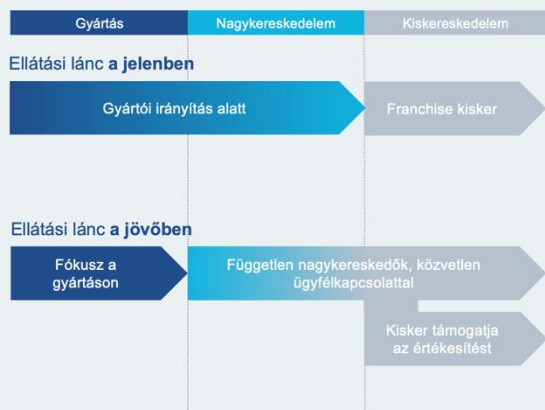 Gyártás
Nagykereskedelem
Kiskereskedelem
Ellátási lánc a jelenben
Gyártói irányítás alatt
Franchise kisker
Ellátási lánc a jövőben
Fókusz a
gyártáson
Független nagykereskedők, közvetlen
ügyfélkapcsolattal
Kisker támogatja
az értékesítést